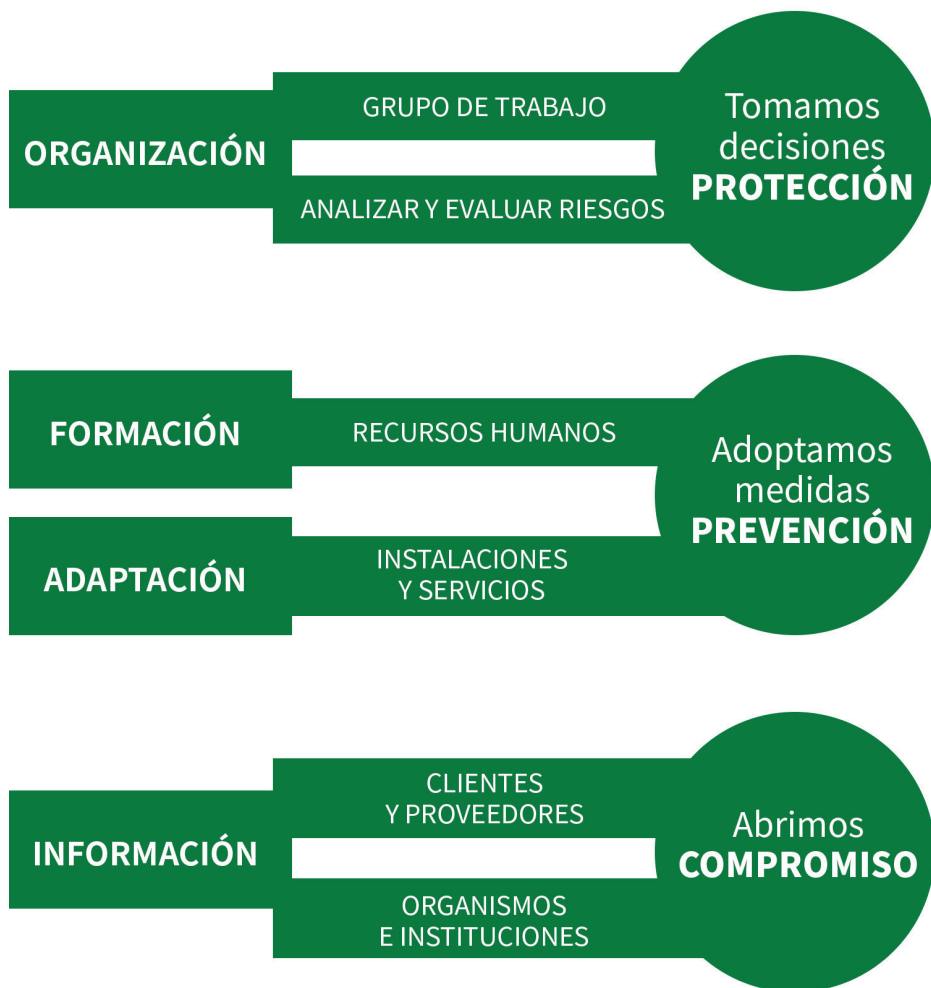 ORGANIZACIÓN
GRUPO DE TRABAJO
ANALIZAR Y EVALUAR RIESGOS
Tomamos
decisiones
PROTECCIÓN
FORMACIÓN
RECURSOS HUMANOS
ADAPTACIÓN
INSTALACIONES
Y SERVICIOS
Adoptamos
medidas
PREVENCIÓN
INFORMACIÓN
CLIENTES
Y PROVEEDORES
ORGANISMOS
E INSTITUCIONES
Abrimos
COMPROMISO